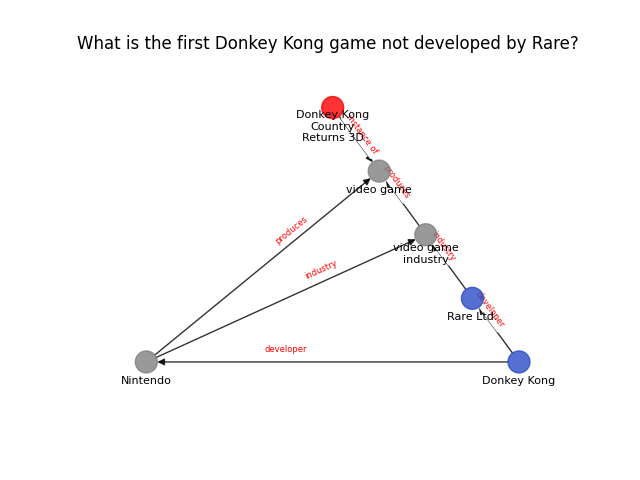 What is the first Donkey Kong game not developed by Rare?
Donkey Kong
Country
Returns 3D
instance of
video game
produces
produces
video game
industry
industry
industry
Rare Ltd.
developer
developer
Nintendo
Donkey Kong